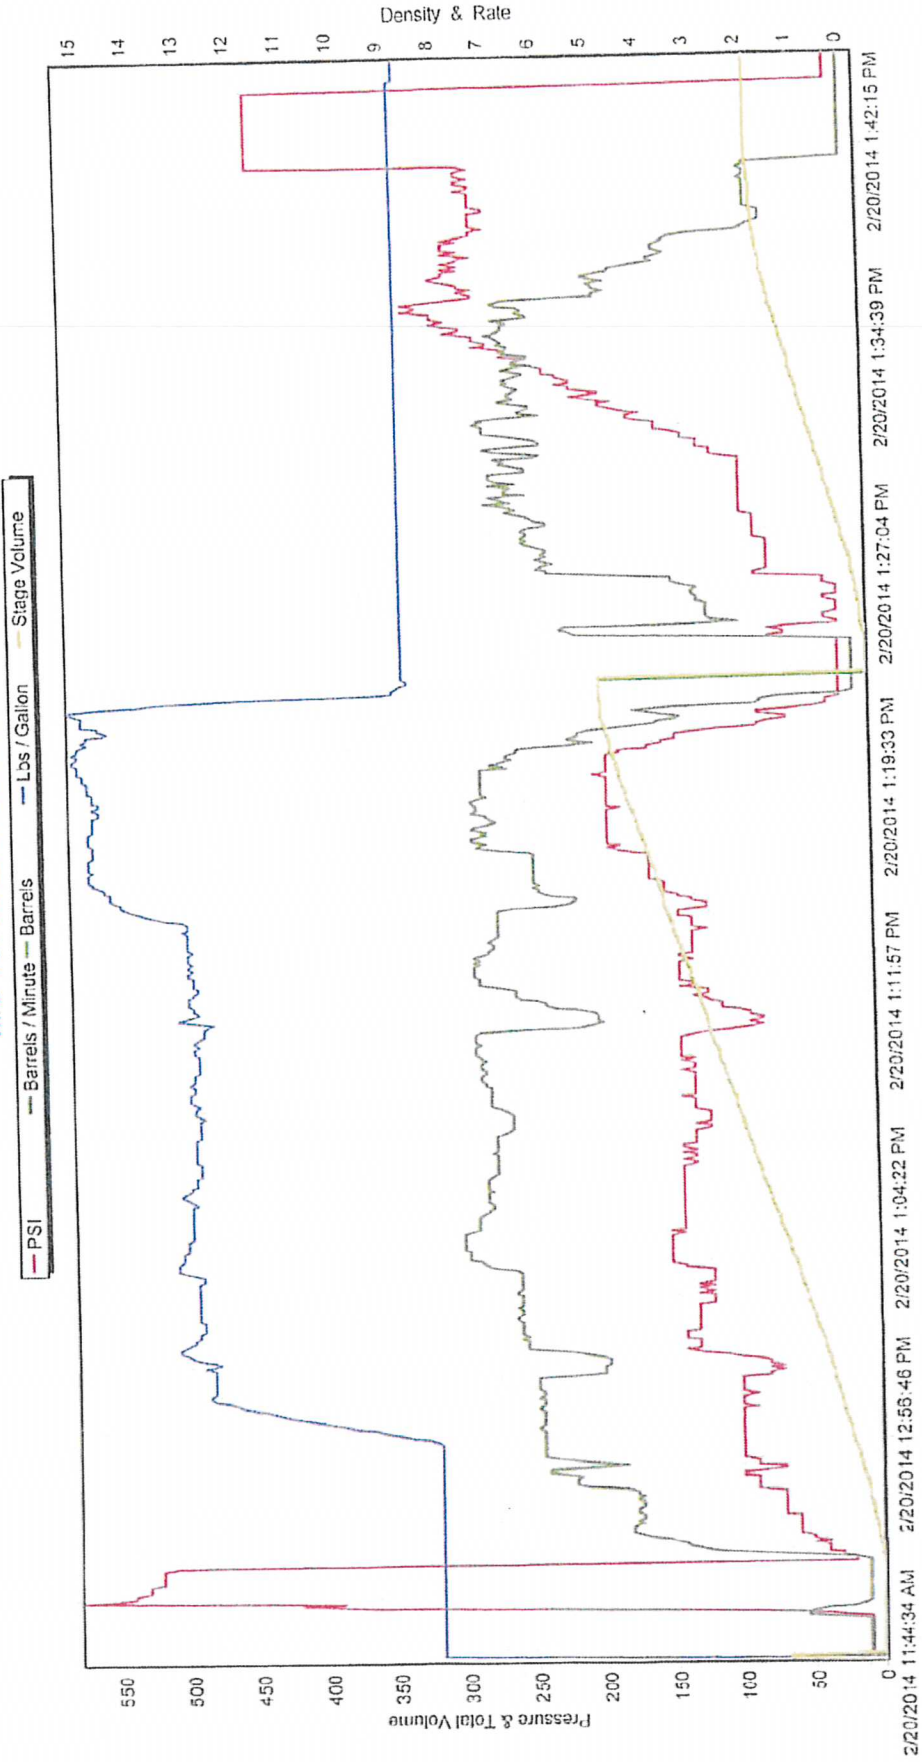 PSI Barrels / Minute Barrels Lbs / Gallon Stage Volume
Pressure & Total Volume
550
500
450
400
350
300
250
200
150
100
50
0
Density & Rate
15
14
13
12
11
10
9
8
7
6
5
4
3
2
1
0
2/20/2014 11:44:34 AM
2/20/2014 12:56:46 PM
2/20/2014 1:04:22 PM
2/20/2014 1:11:57 PM
2/20/2014 1:19:33 PM
2/20/2014 1:27:04 PM
2/20/2014 1:34:39 PM
2/20/2014 1:42:15 PM